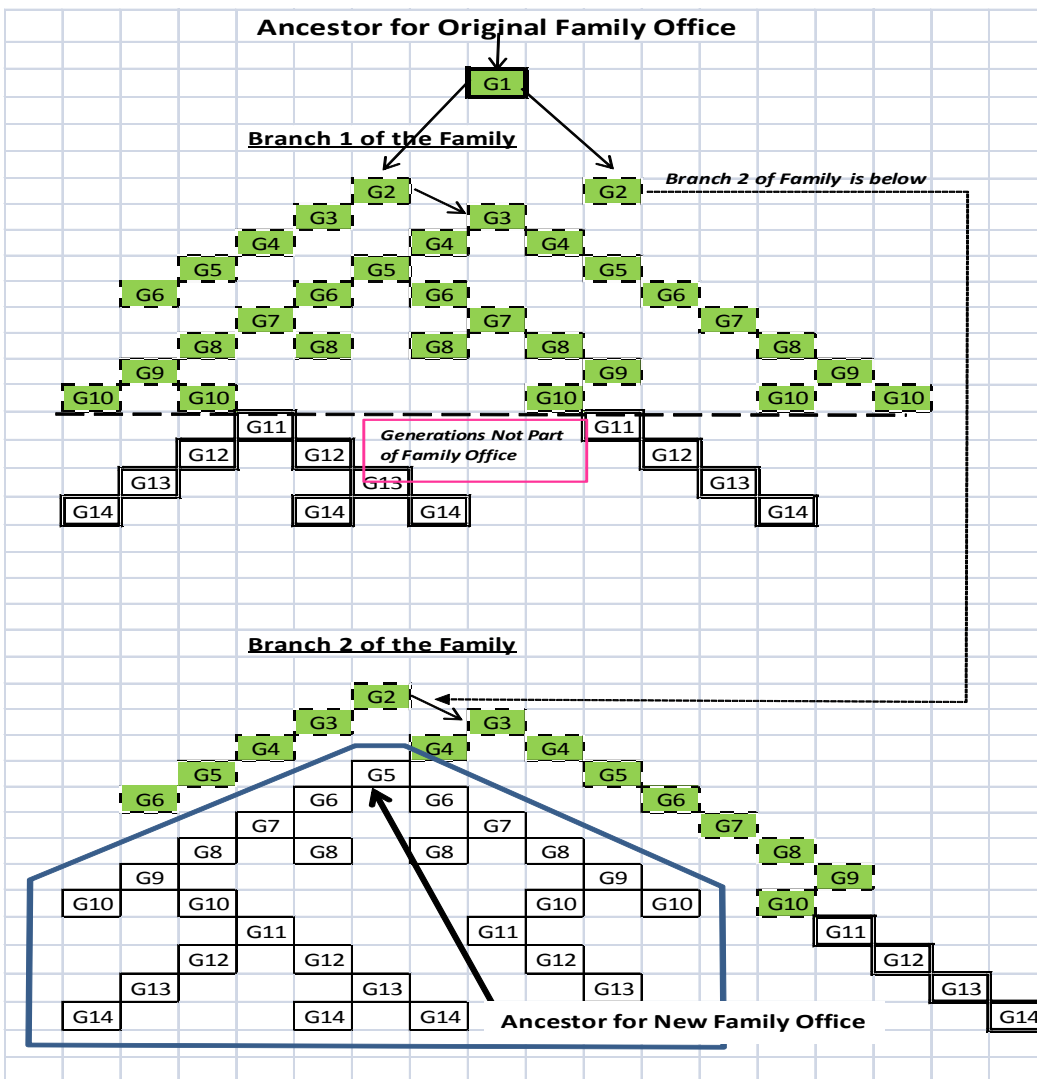 Ancestor for Original Family Office
G1
Branch 1 of the Family
Branch 2 of Family is below
G2 G2
G3 G3
G4 G4 G4
G5 G5 G5
G6 G6 G6 G6
G7 G7 G7
G8 G8 G8 G8 G8
G9 G9 G9
G10 G10 G10 G10 G10
G11 G11
Generations Not Part
of Family Office
G12 G12 G12
G13 G13 G13
G14 G14 G14 G14
Branch 2 of the Family
G2
G3 G3
G4 G4 G4
G5 G5 G5
G6 G6 G6 G6
G7 G7 G7
G8 G8 G8 G8 G8
G9 G9 G9
G10 G10 G10 G10 G10
G11 G11 G11
G12 G12 G12 G12
G13 G13 G13 G13
G14 G14 G14 G14
Ancestor for New Family Office